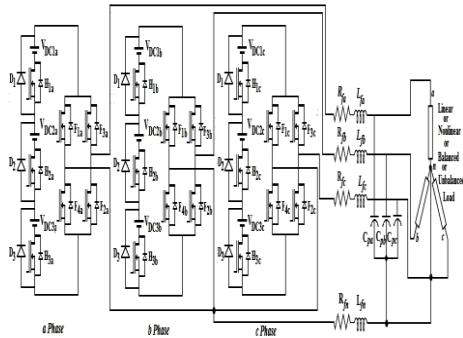 V_DC1a
D_1
H_1a
V_DC2a
F_1a
F_3a
D_2
H_2a
F_4a
F_2a
V_DC3a
D_3
H_3a
a Phase
V_DC1b
D_1
H_1b
V_DC2b
F_1b
F_3b
D_2
H_2b
F_4b
F_2b
V_DC3b
D_3
H_3b
b Phase
V_DC1c
D_1
H_1c
V_DC2c
F_1c
F_3c
D_2
H_2c
F_4c
F_2c
V_DC3c
D_3
H_3c
c Phase
R_fa
L_fa
R_fb
L_fb
R_fc
L_fc
C_pa
C_pb
C_pc
R_fn
L_fn
a
n
b
c
Linear
or
Nonlinear
or
Balanced
or
Unbalanced
Load